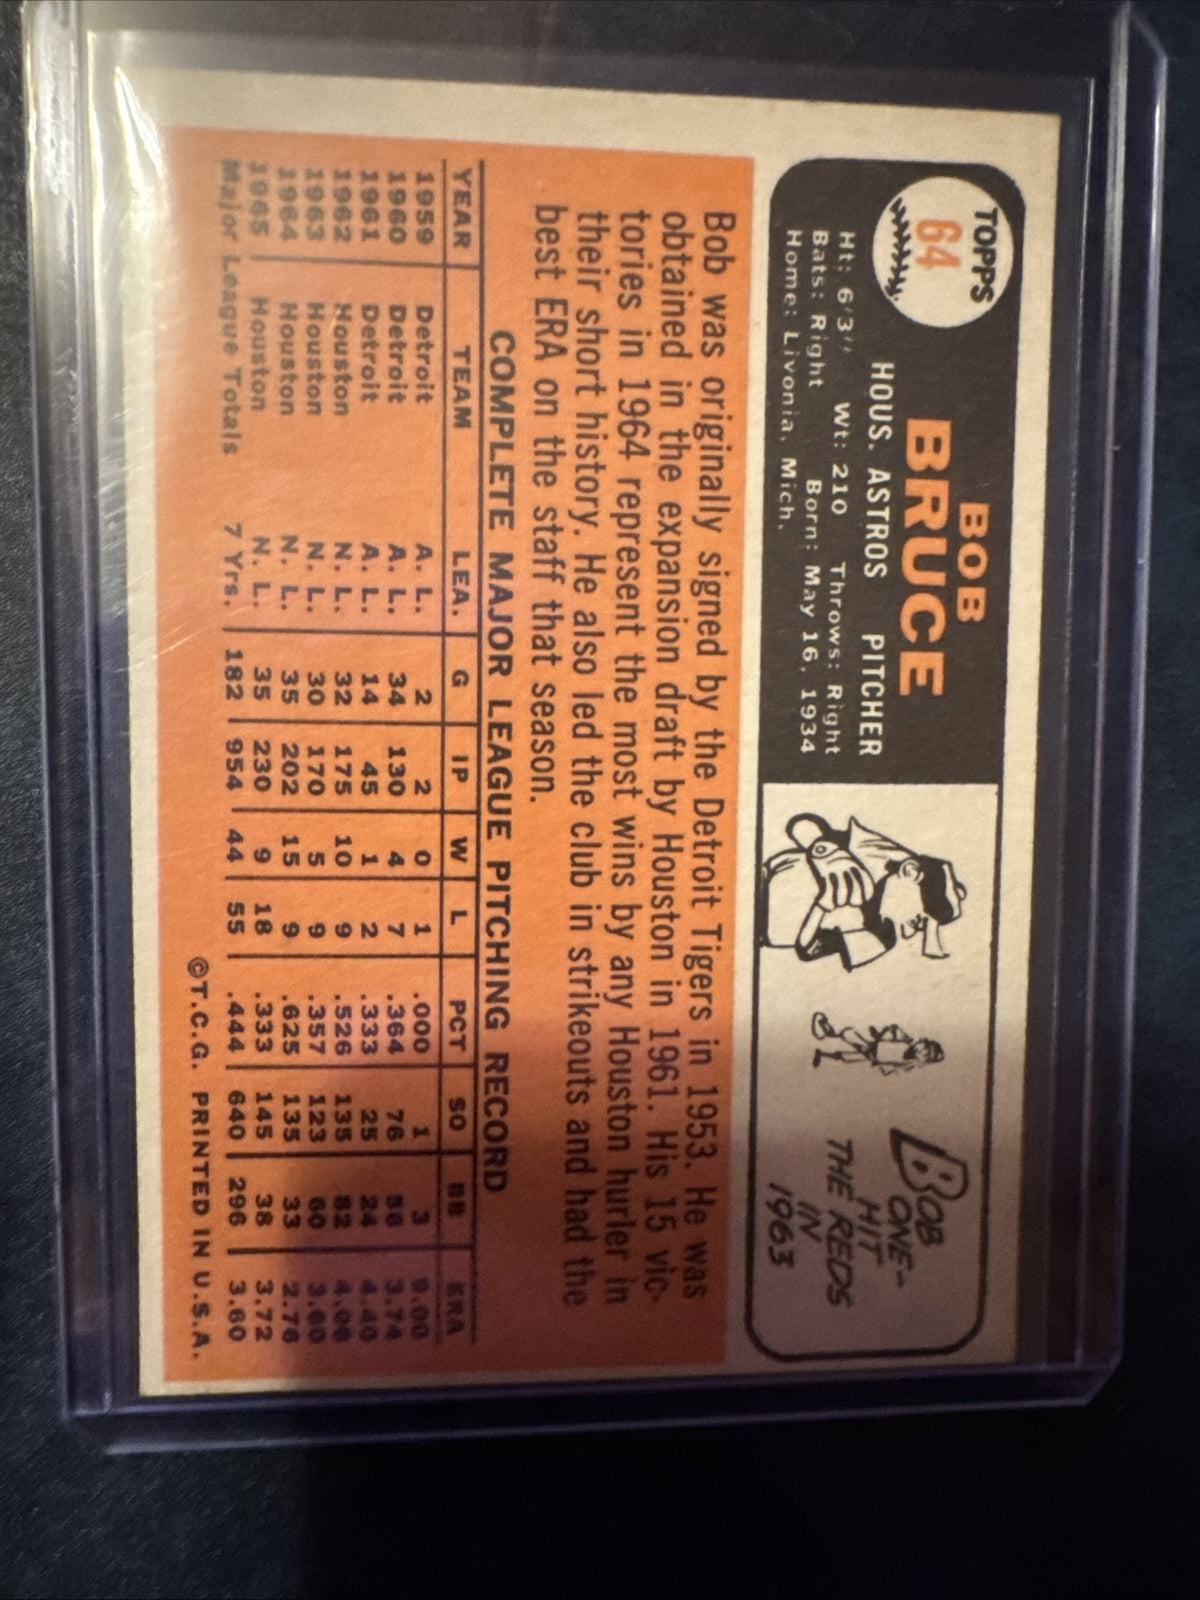 TOPPS
64
BOB
BRUCE
HOUS. ASTROS PITCHER
Ht: 6'3" Wt: 210 Throws: Right
Bats: Right Born: May 16, 1934
Home: Livonia, Mich.
BOB
ONE-
HIT
THE REDS
IN
1963
Bob was originally signed by the Detroit Tigers in 1953. He was
obtained in the expansion draft by Houston in 1961. His 15 vic-
tories in 1964 represent the most wins by any Houston hurler in
their short history. He also led the club in strikeouts and had the
best ERA on the staff that season.
COMPLETE MAJOR LEAGUE PITCHING RECORD
YEAR TEAM LEA. G IP W L PCT SO BB ERA
1959 Detroit A. L. 2 2 0 1 .000 1 3 9.00
1960 Detroit A. L. 34 130 4 7 .364 76 56 3.74
1961 Detroit A. L. 14 45 1 2 .333 25 24 4.40
1962 Houston N. L. 32 175 10 9 .526 135 82 4.06
1963 Houston N. L. 30 170 5 9 .357 123 60 3.60
1964 Houston N. L. 35 202 15 9 .625 135 33 2.76
1965 Houston N. L. 35 230 9 18 .333 145 38 3.72
Major League Totals 7 Yrs. 182 954 44 55 .444 640 296 3.60
©T.C.G. PRINTED IN U.S.A.